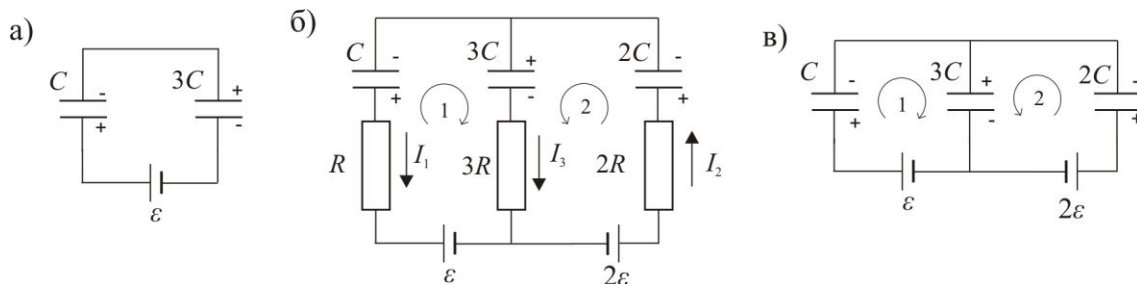 а)
C - 3C +
+ -
ε
б)
C - 3C + 2C -
+ - +
1 2
R I₁ 3R I₃ 2R I₂
ε 2ε
в)
C - 3C + 2C -
1 2
+ - +
ε 2ε